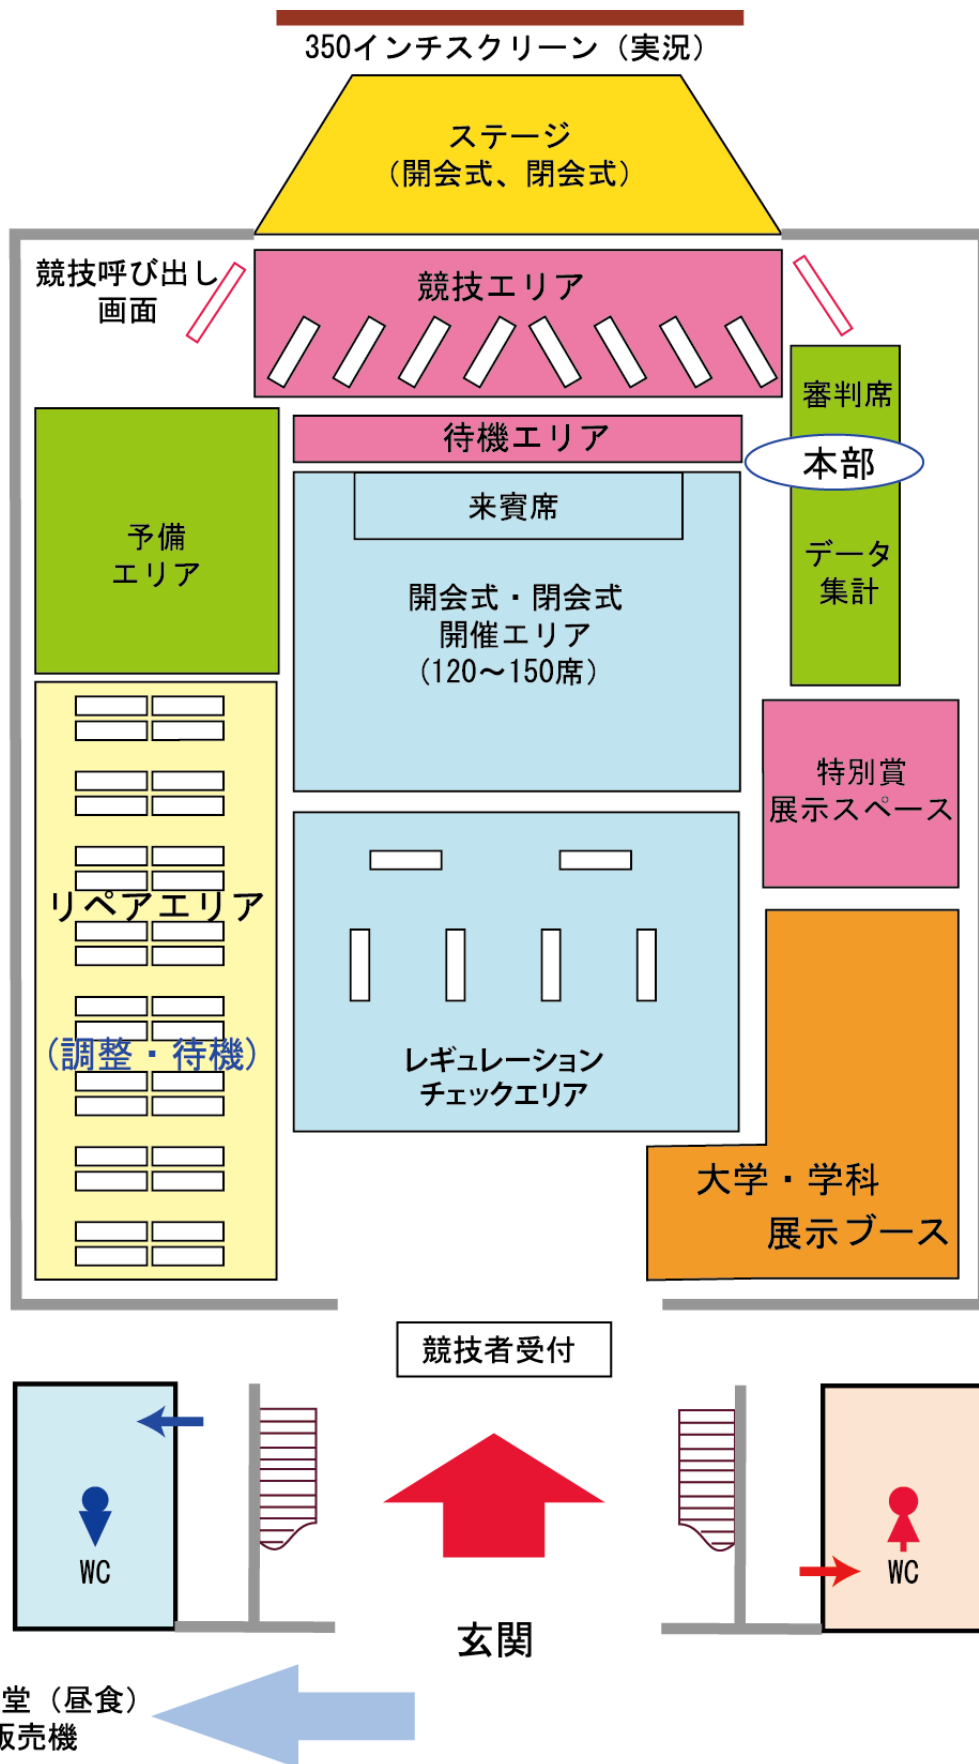 350インチスクリーン（実況）
ステージ
（開会式、閉会式）
競技呼び出し
画面
競技エリア
審判席
待機エリア
本部
来賓席
予備
エリア
データ
集計
開会式・閉会式
開催エリア
（120～150席）
特別賞
展示スペース
リペアエリア
（調整・待機）
レギュレーション
チェックエリア
大学・学科
展示ブース
競技者受付
WC
WC
玄関
堂（昼食）
販売機